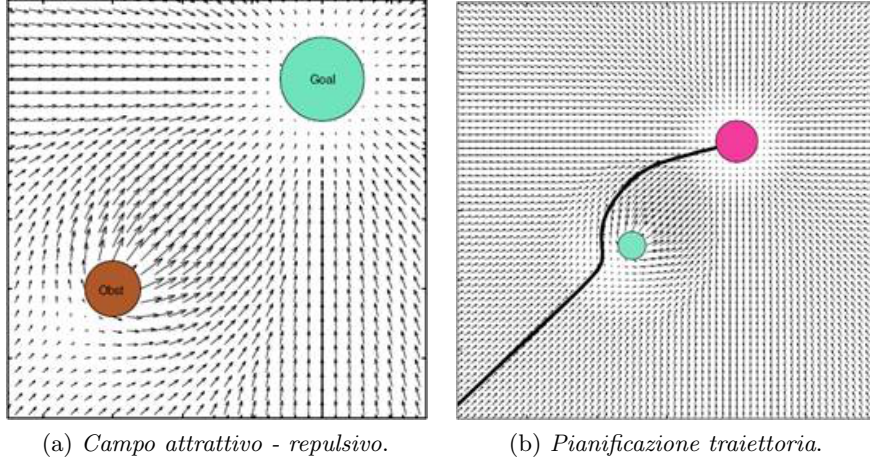 Goal
Obst
(a) Campo attrattivo - repulsivo.
(b) Pianificazione traiettoria.